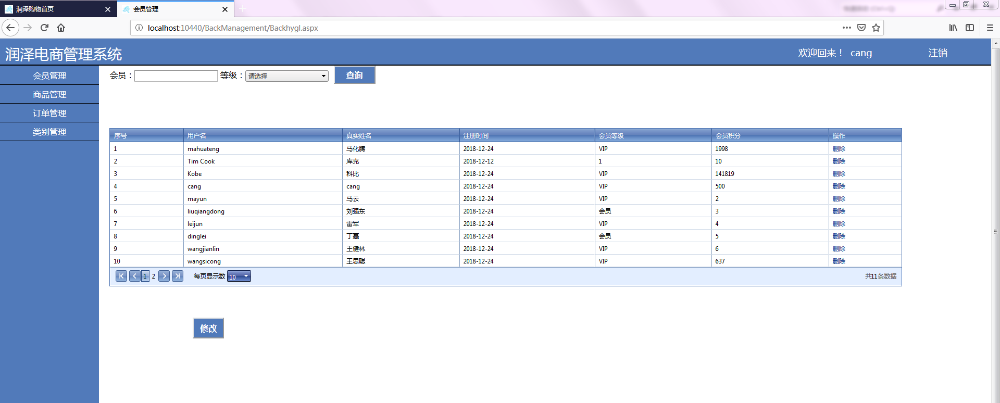 润泽购物首页
会员管理
localhost:10440/BackManagement/Backhygl.aspx
润泽电商管理系统
欢迎回来！ cang
注销
会员管理
商品管理
订单管理
类别管理
会员： 等级： 请选择 查询
序号 用户名 真实姓名 注册时间 会员等级 会员积分 操作
1 mahuateng 马化腾 2018-12-24 VIP 1998 删除
2 Tim Cook 库克 2018-12-12 1 10 删除
3 Kobe 科比 2018-12-24 VIP 141819 删除
4 cang cang 2018-12-24 VIP 500 删除
5 mayun 马云 2018-12-24 VIP 2 删除
6 liuqiangdong 刘强东 2018-12-24 会员 3 删除
7 leijun 雷军 2018-12-24 VIP 4 删除
8 dinglei 丁磊 2018-12-24 会员 5 删除
9 wangjianlin 王健林 2018-12-24 VIP 6 删除
10 wangsicong 王思聪 2018-12-24 VIP 637 删除
1 2 每页显示数 10 共11条数据
修改